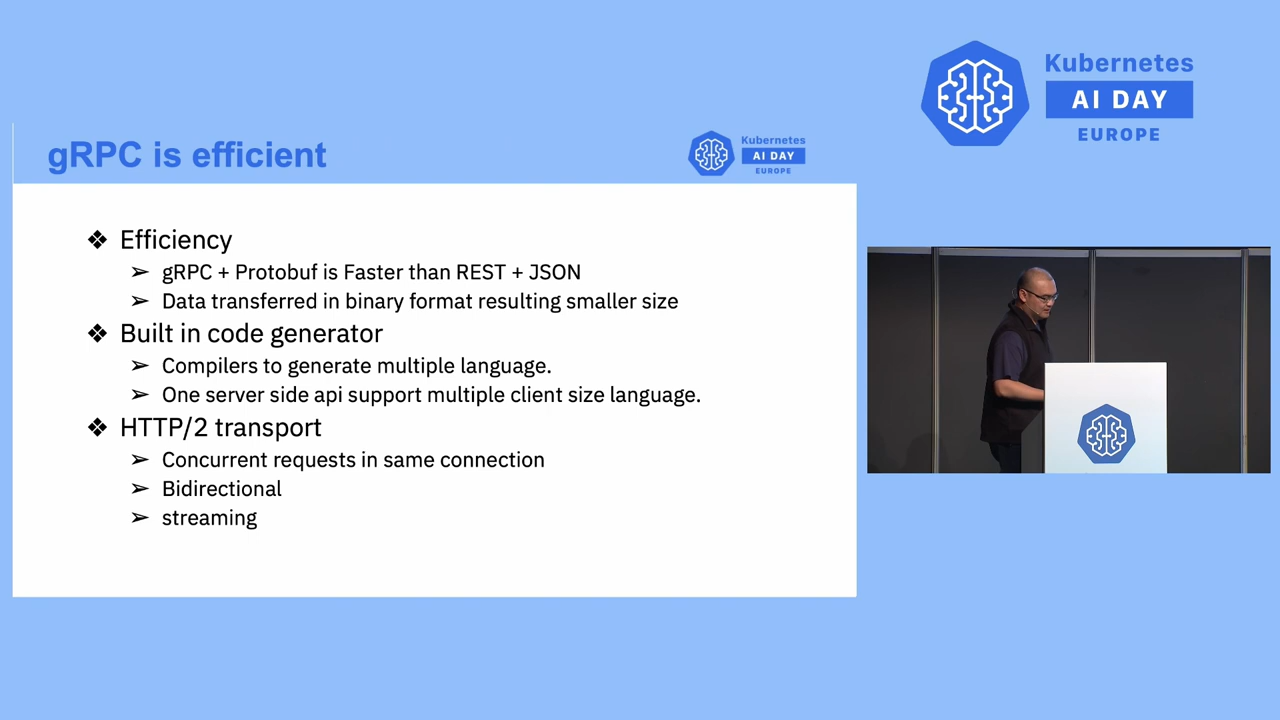 Kubernetes
AI DAY
EUROPE
gRPC is efficient
Kubernetes
AI DAY
EUROPE
❖ Efficiency
➢ gRPC + Protobuf is Faster than REST + JSON
➢ Data transferred in binary format resulting smaller size
❖ Built in code generator
➢ Compilers to generate multiple language.
➢ One server side api support multiple client size language.
❖ HTTP/2 transport
➢ Concurrent requests in same connection
➢ Bidirectional
➢ streaming